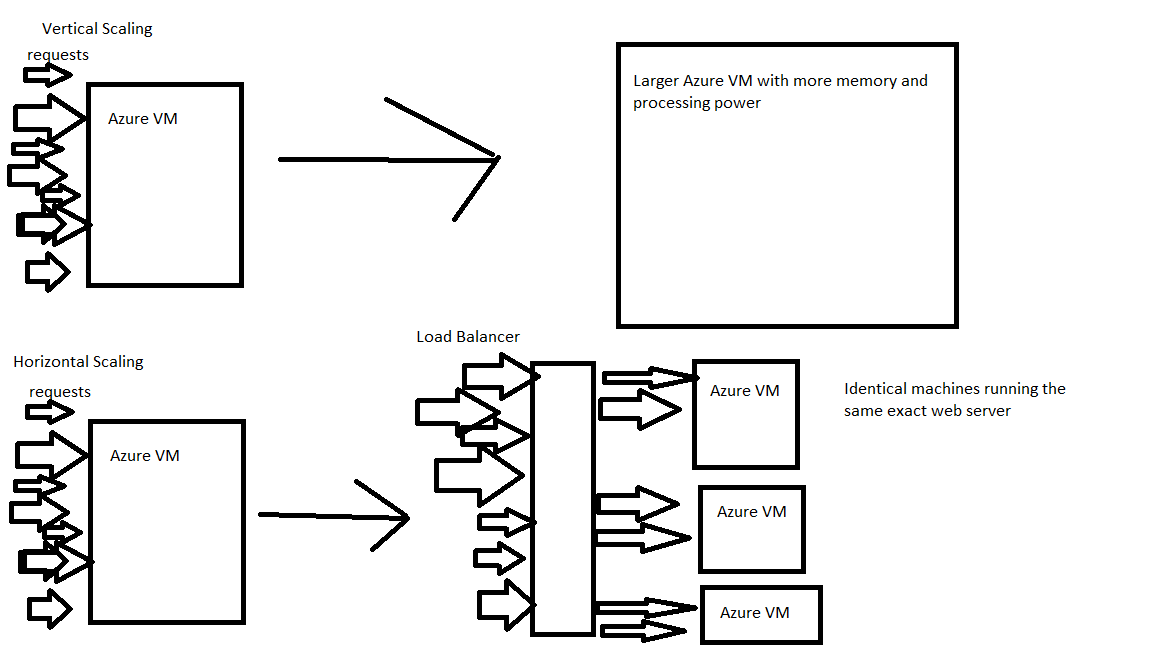 Vertical Scaling
requests
Azure VM
Larger Azure VM with more memory and
processing power
Load Balancer
Horizontal Scaling
requests
Azure VM
Azure VM
Identical machines running the
same exact web server
Azure VM
Azure VM